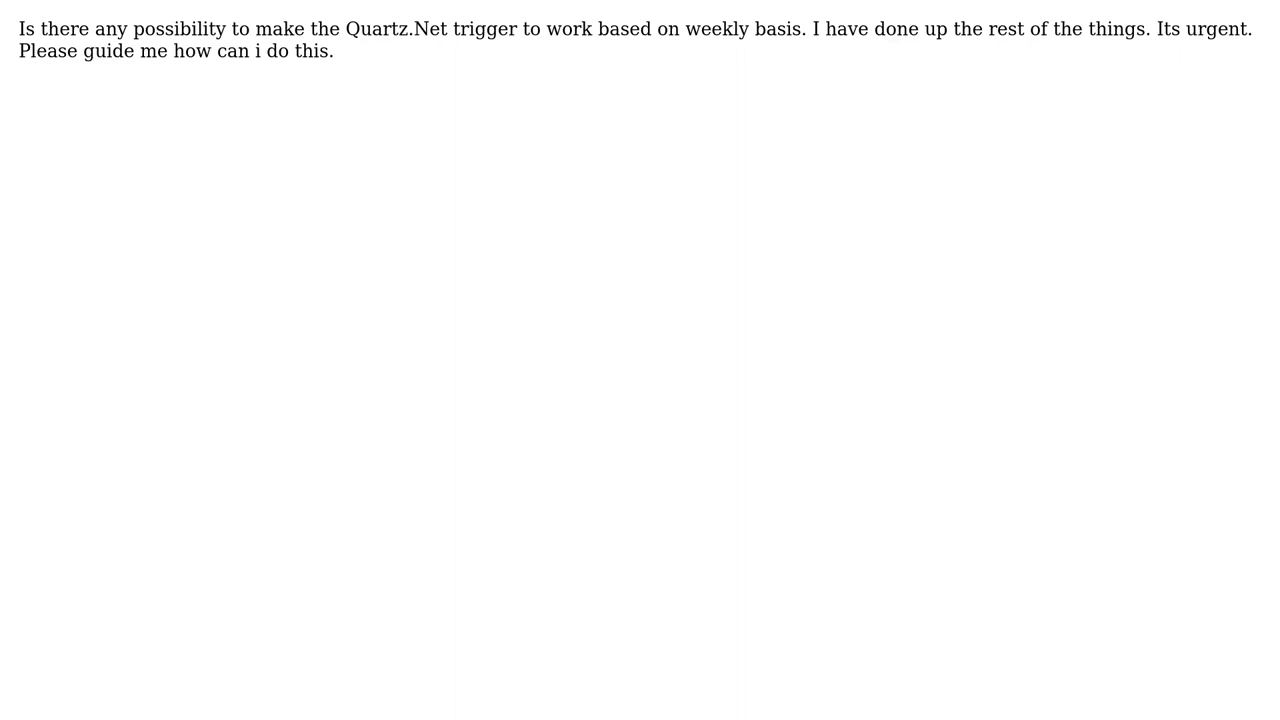 Is there any possibility to make the Quartz.Net trigger to work based on weekly basis. I have done up the rest of the things. Its urgent.
Please guide me how can i do this.